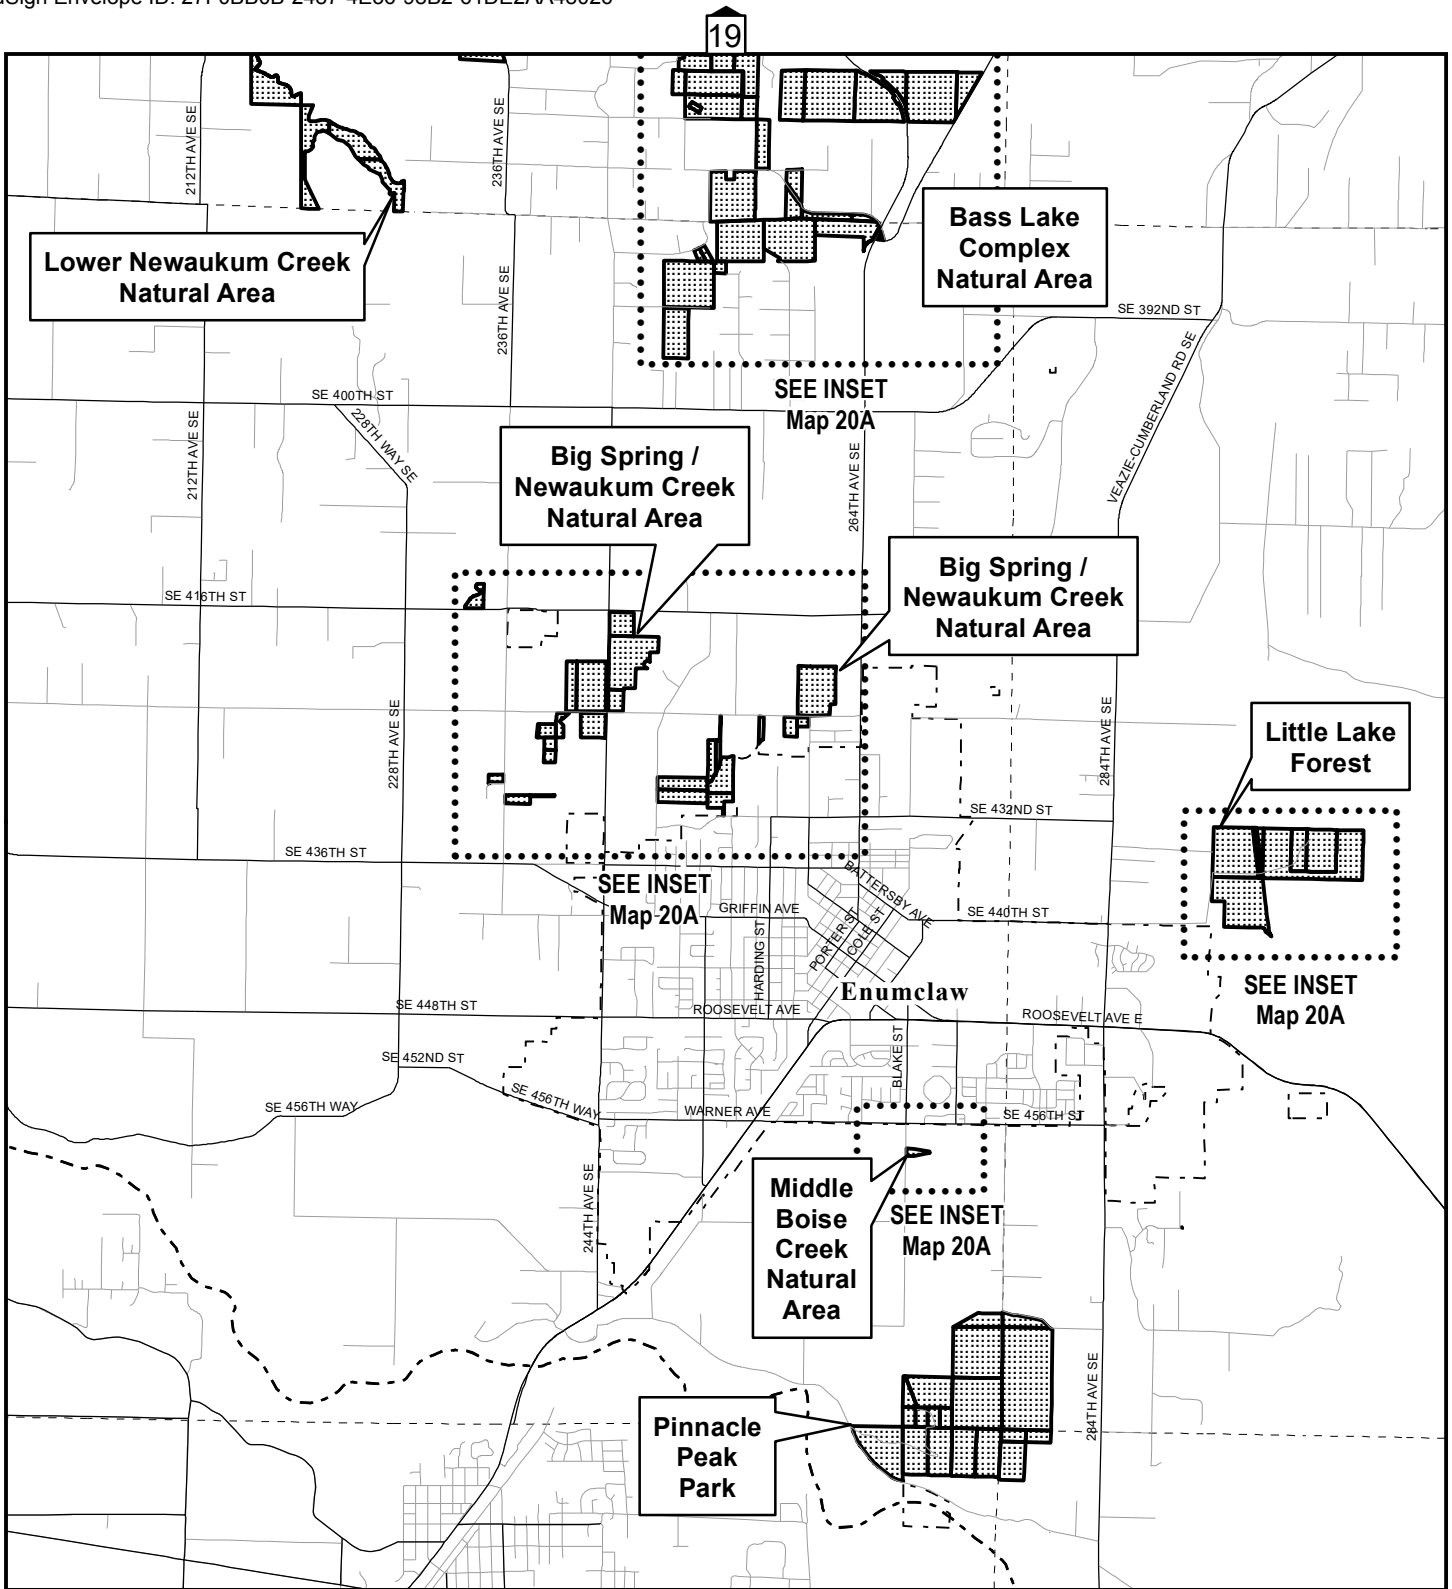 19
212TH AVE SE
236TH AVE SE
Lower Newaukum Creek
Natural Area
Bass Lake
Complex
Natural Area
236TH AVE SE
SE 392ND ST
VEAZIE-CUMBERLAND RD SE
SEE INSET
Map 20A
SE 400TH ST
228TH WAY SE
212TH AVE SE
Big Spring /
Newaukum Creek
Natural Area
264TH AVE SE
Big Spring /
Newaukum Creek
Natural Area
SE 416TH ST
228TH AVE SE
284TH AVE SE
Little Lake
Forest
SE 432ND ST
SE 436TH ST
SEE INSET
Map 20A
BATTERSBY AVE
GRIFFIN AVE
HARDING ST
PORTER ST
COLE ST
SE 440TH ST
SEE INSET
Map 20A
Enumclaw
SE 448TH ST
ROOSEVELT AVE
ROOSEVELT AVE E
BLAKE ST
SE 452ND ST
SE 456TH WAY
SE 456TH WAY
WARNER AVE
SE 456TH ST
244TH AVE SE
Middle
Boise
Creek
Natural
Area
SEE INSET
Map 20A
284TH AVE SE
Pinnacle
Peak
Park